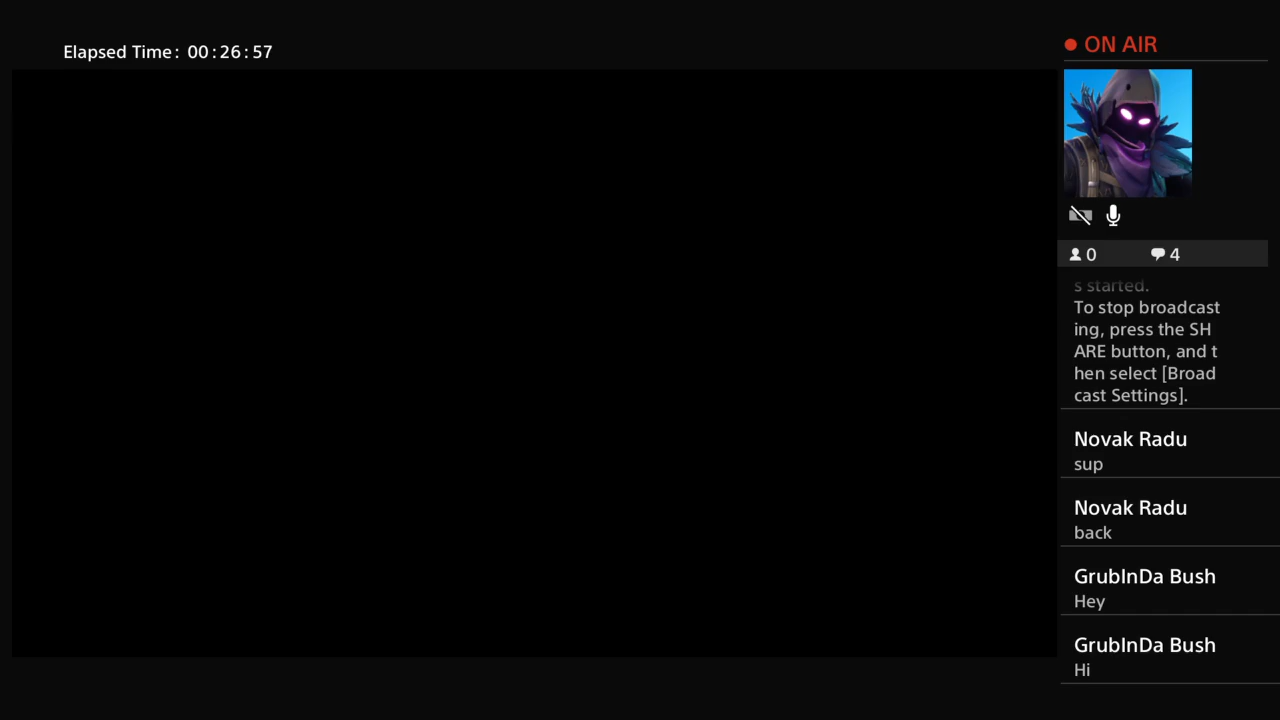 Elapsed Time: 00:26:57
ON AIR
0 4
s started.
To stop broadcast
ing, press the SH
ARE button, and t
hen select [Broad
cast Settings].
Novak Radu
sup
Novak Radu
back
GrubInDa Bush
Hey
GrubInDa Bush
Hi